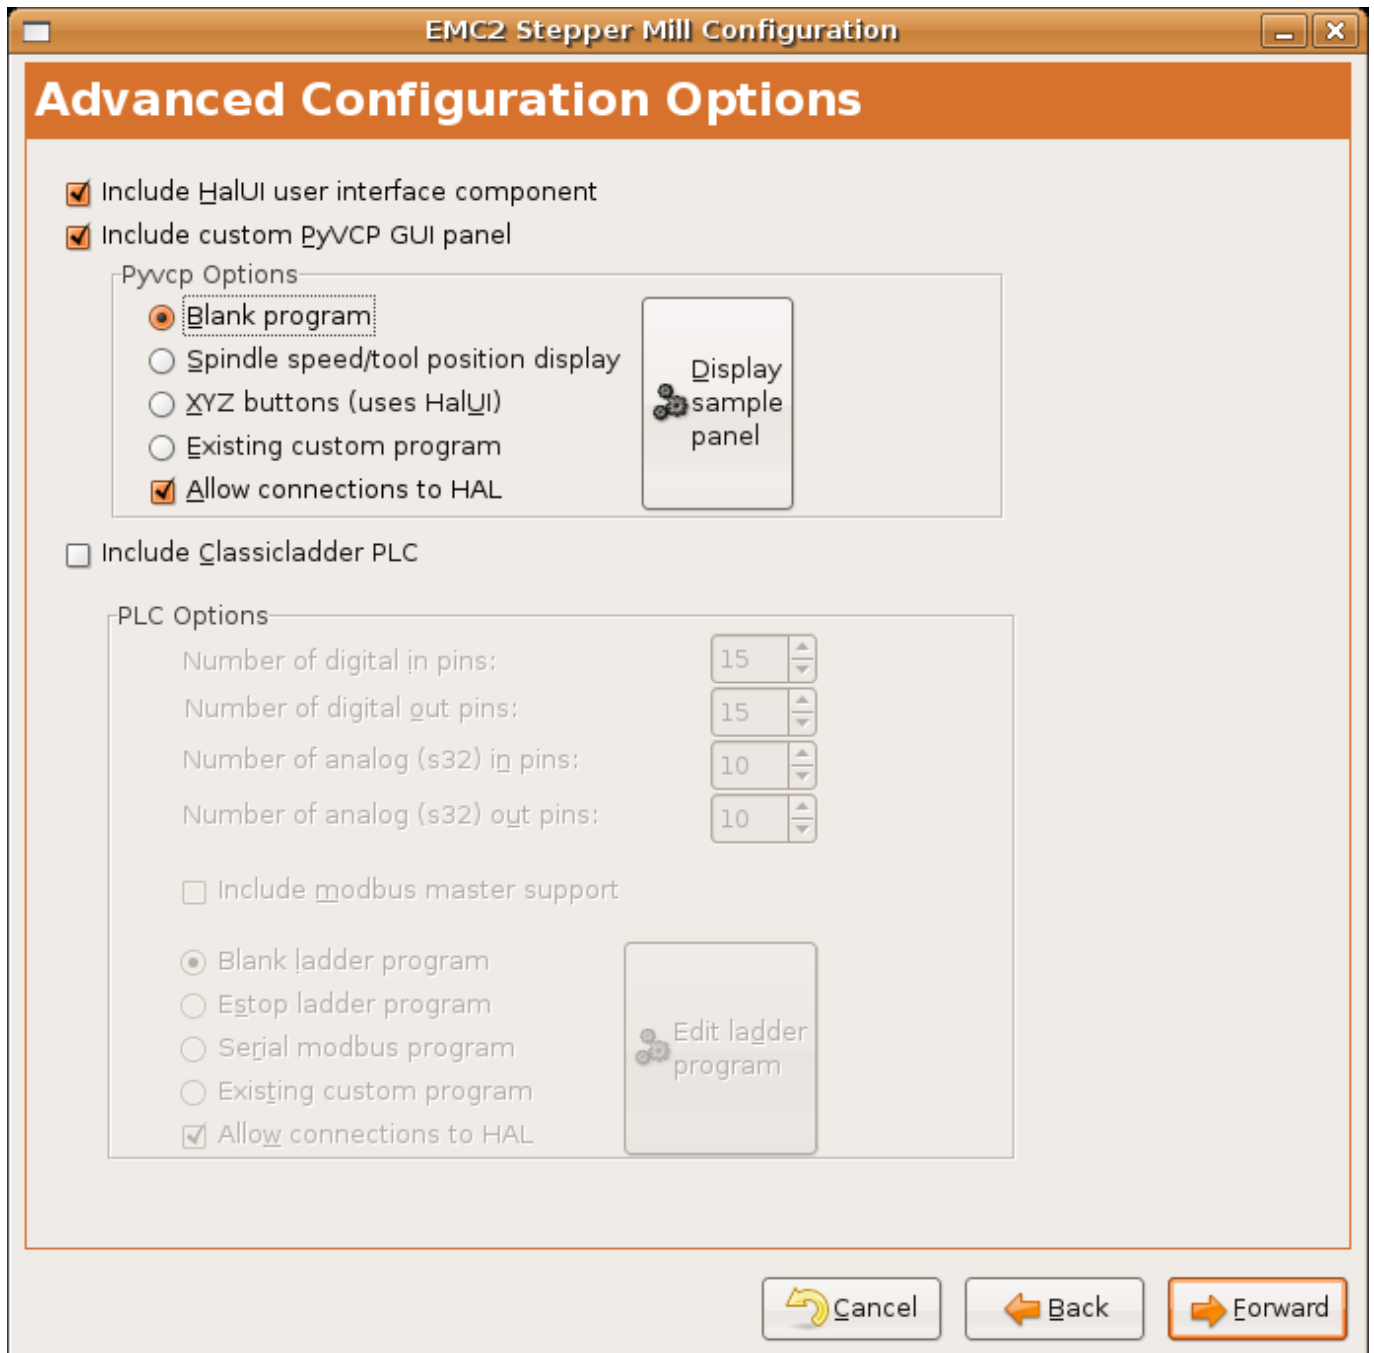 EMC2 Stepper Mill Configuration
Advanced Configuration Options
Include HalUI user interface component
Include custom PyVCP GUI panel
Pyvcp Options
Blank program
Spindle speed/tool position display
XYZ buttons (uses HalUI)
Existing custom program
Allow connections to HAL
Display
sample
panel
Include Classicladder PLC
PLC Options
Number of digital in pins: 15
Number of digital out pins: 15
Number of analog (s32) in pins: 10
Number of analog (s32) out pins: 10
Include modbus master support
Blank ladder program
Estop ladder program
Serial modbus program
Existing custom program
Allow connections to HAL
Edit ladder
program
Cancel Back Forward